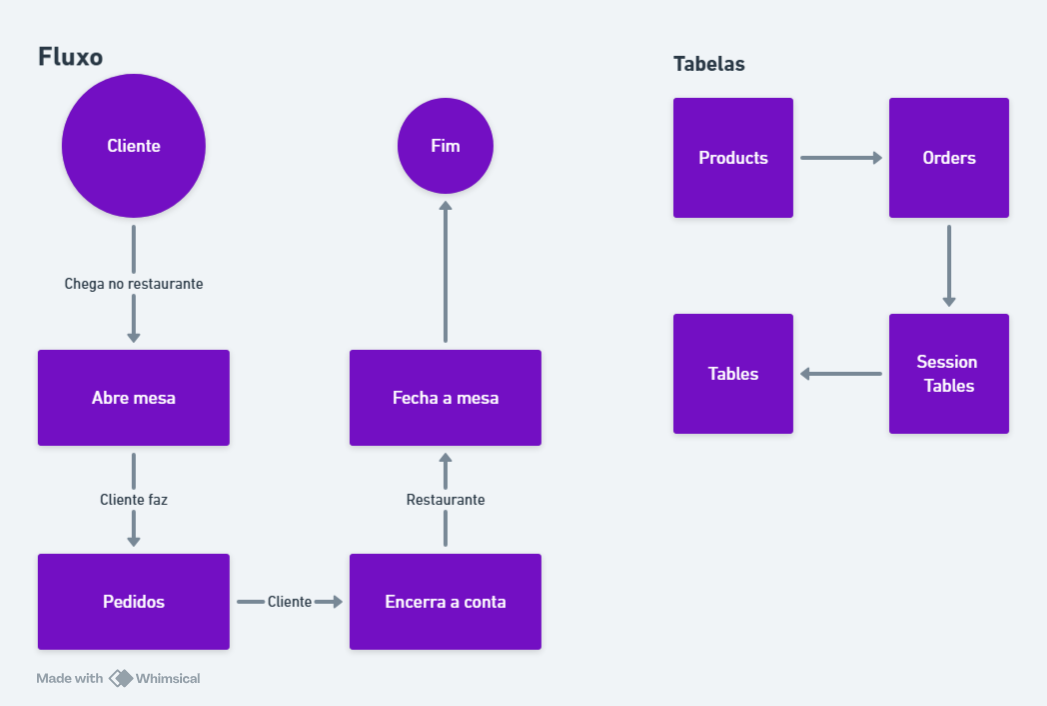 Fluxo
Cliente
Chega no restaurante
Abre mesa
Cliente faz
Pedidos
Cliente
Encerra a conta
Restaurante
Fecha a mesa
Fim
Tabelas
Products
Orders
Session
Tables
Tables
Made with Whimsical